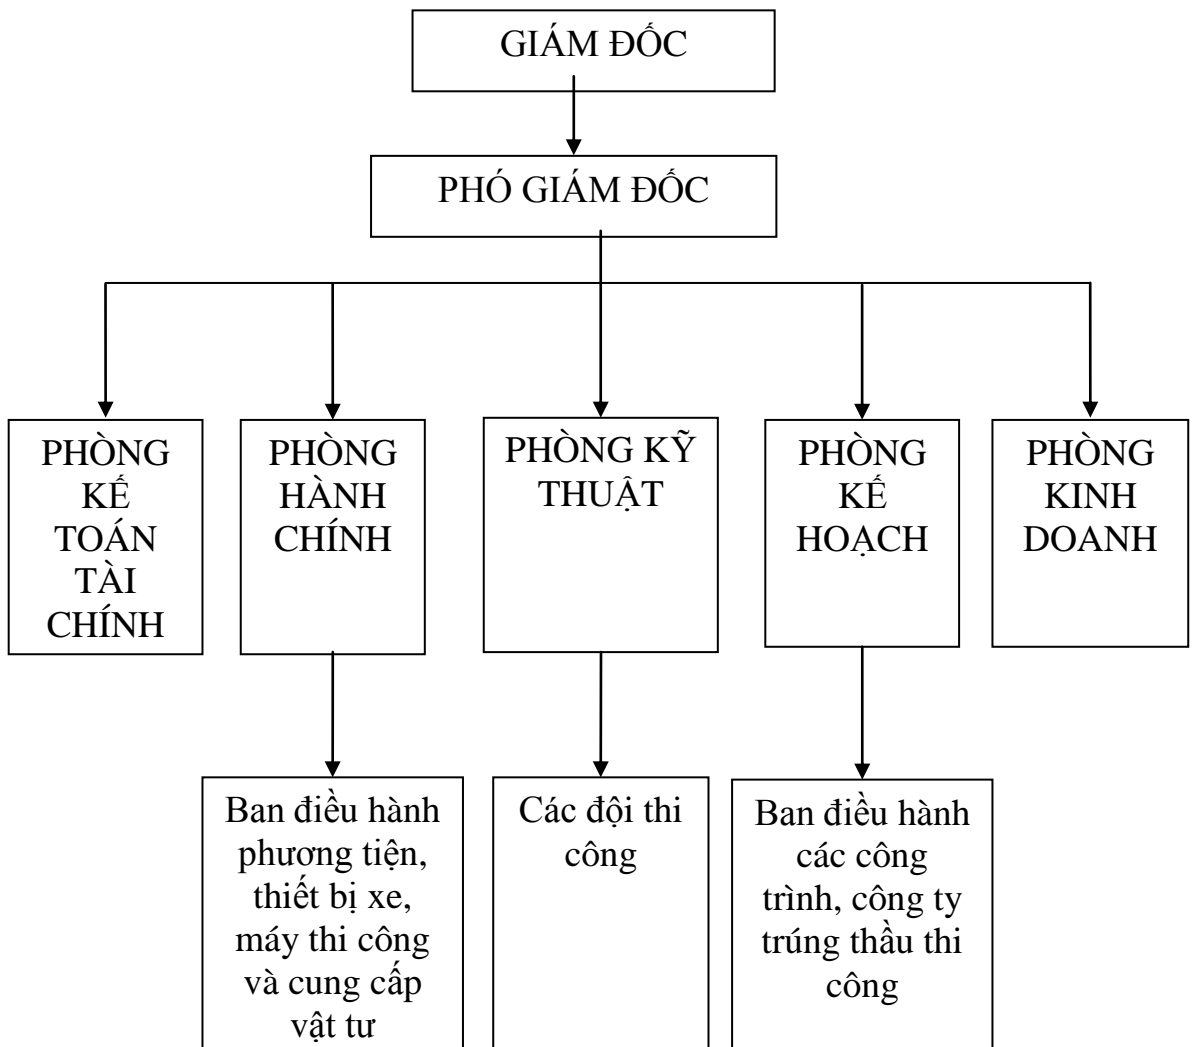 GIÁM ĐỐC
PHÓ GIÁM ĐỐC
PHÒNG
KẾ
TOÁN
TÀI
CHÍNH
PHÒNG
HÀNH
CHÍNH
PHÒNG KỸ
THUẬT
PHÒNG
KẾ
HOẠCH
PHÒNG
KINH
DOANH
Ban điều hành
phương tiện,
thiết bị xe,
máy thi công
và cung cấp
vật tư
Các đội thi
công
Ban điều hành
các công
trình, công ty
trúng thầu thi
công